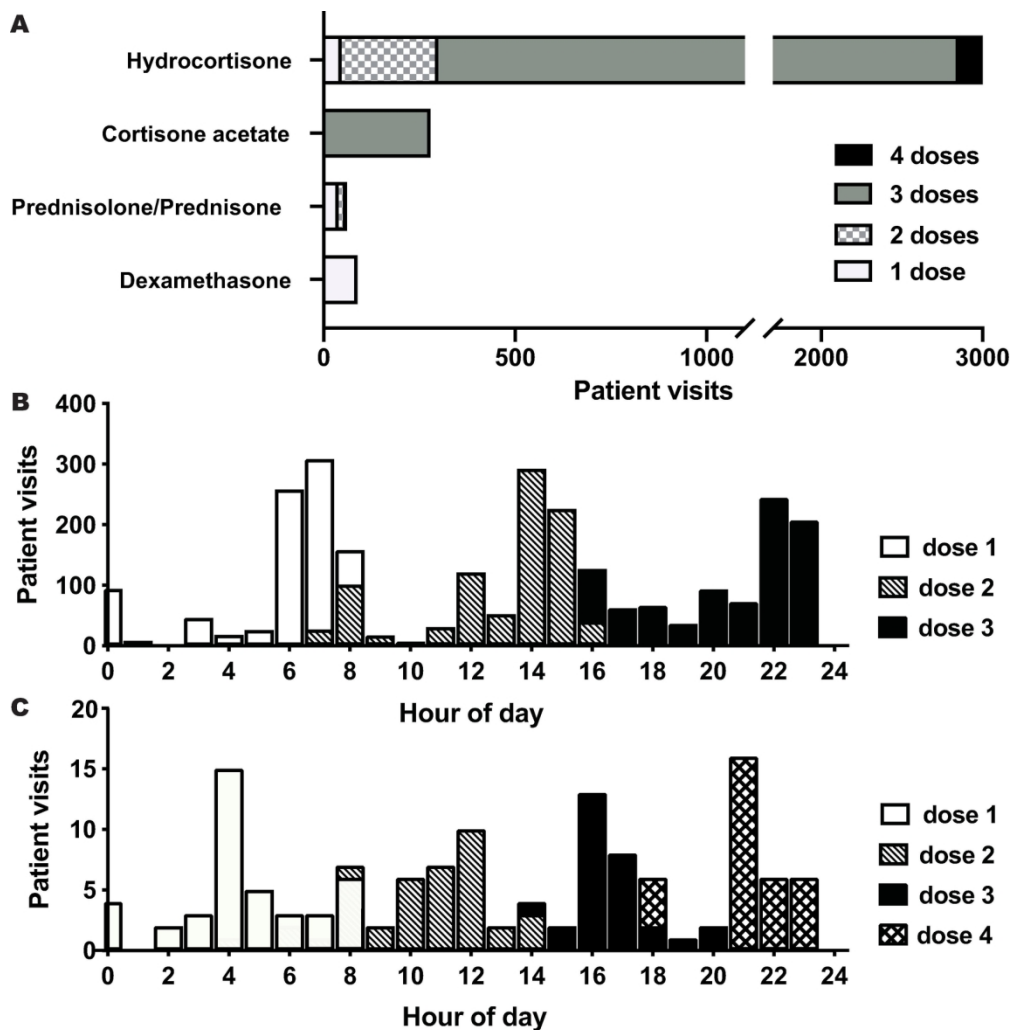 A
Hydrocortisone
Cortisone acetate
Prednisolone/Prednisone
Dexamethasone
4 doses
3 doses
2 doses
1 dose
0 500 1000 2000 3000
Patient visits
B
400
300
200
100
0
Patient visits
dose 1
dose 2
dose 3
0 2 4 6 8 10 12 14 16 18 20 22 24
Hour of day
C
20
15
10
5
0
Patient visits
dose 1
dose 2
dose 3
dose 4
0 2 4 6 8 10 12 14 16 18 20 22 24
Hour of day